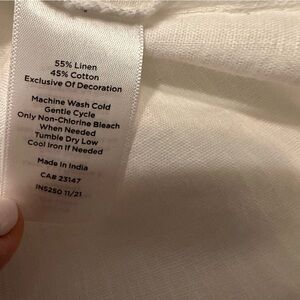 55% Linen
45% Cotton
Exclusive Of Decoration
Machine Wash Cold
Gentle Cycle
Only Non-Chlorine Bleach
When Needed
Tumble Dry Low
Cool Iron If Needed
Made in India
CA# 23147
INS250 11/21